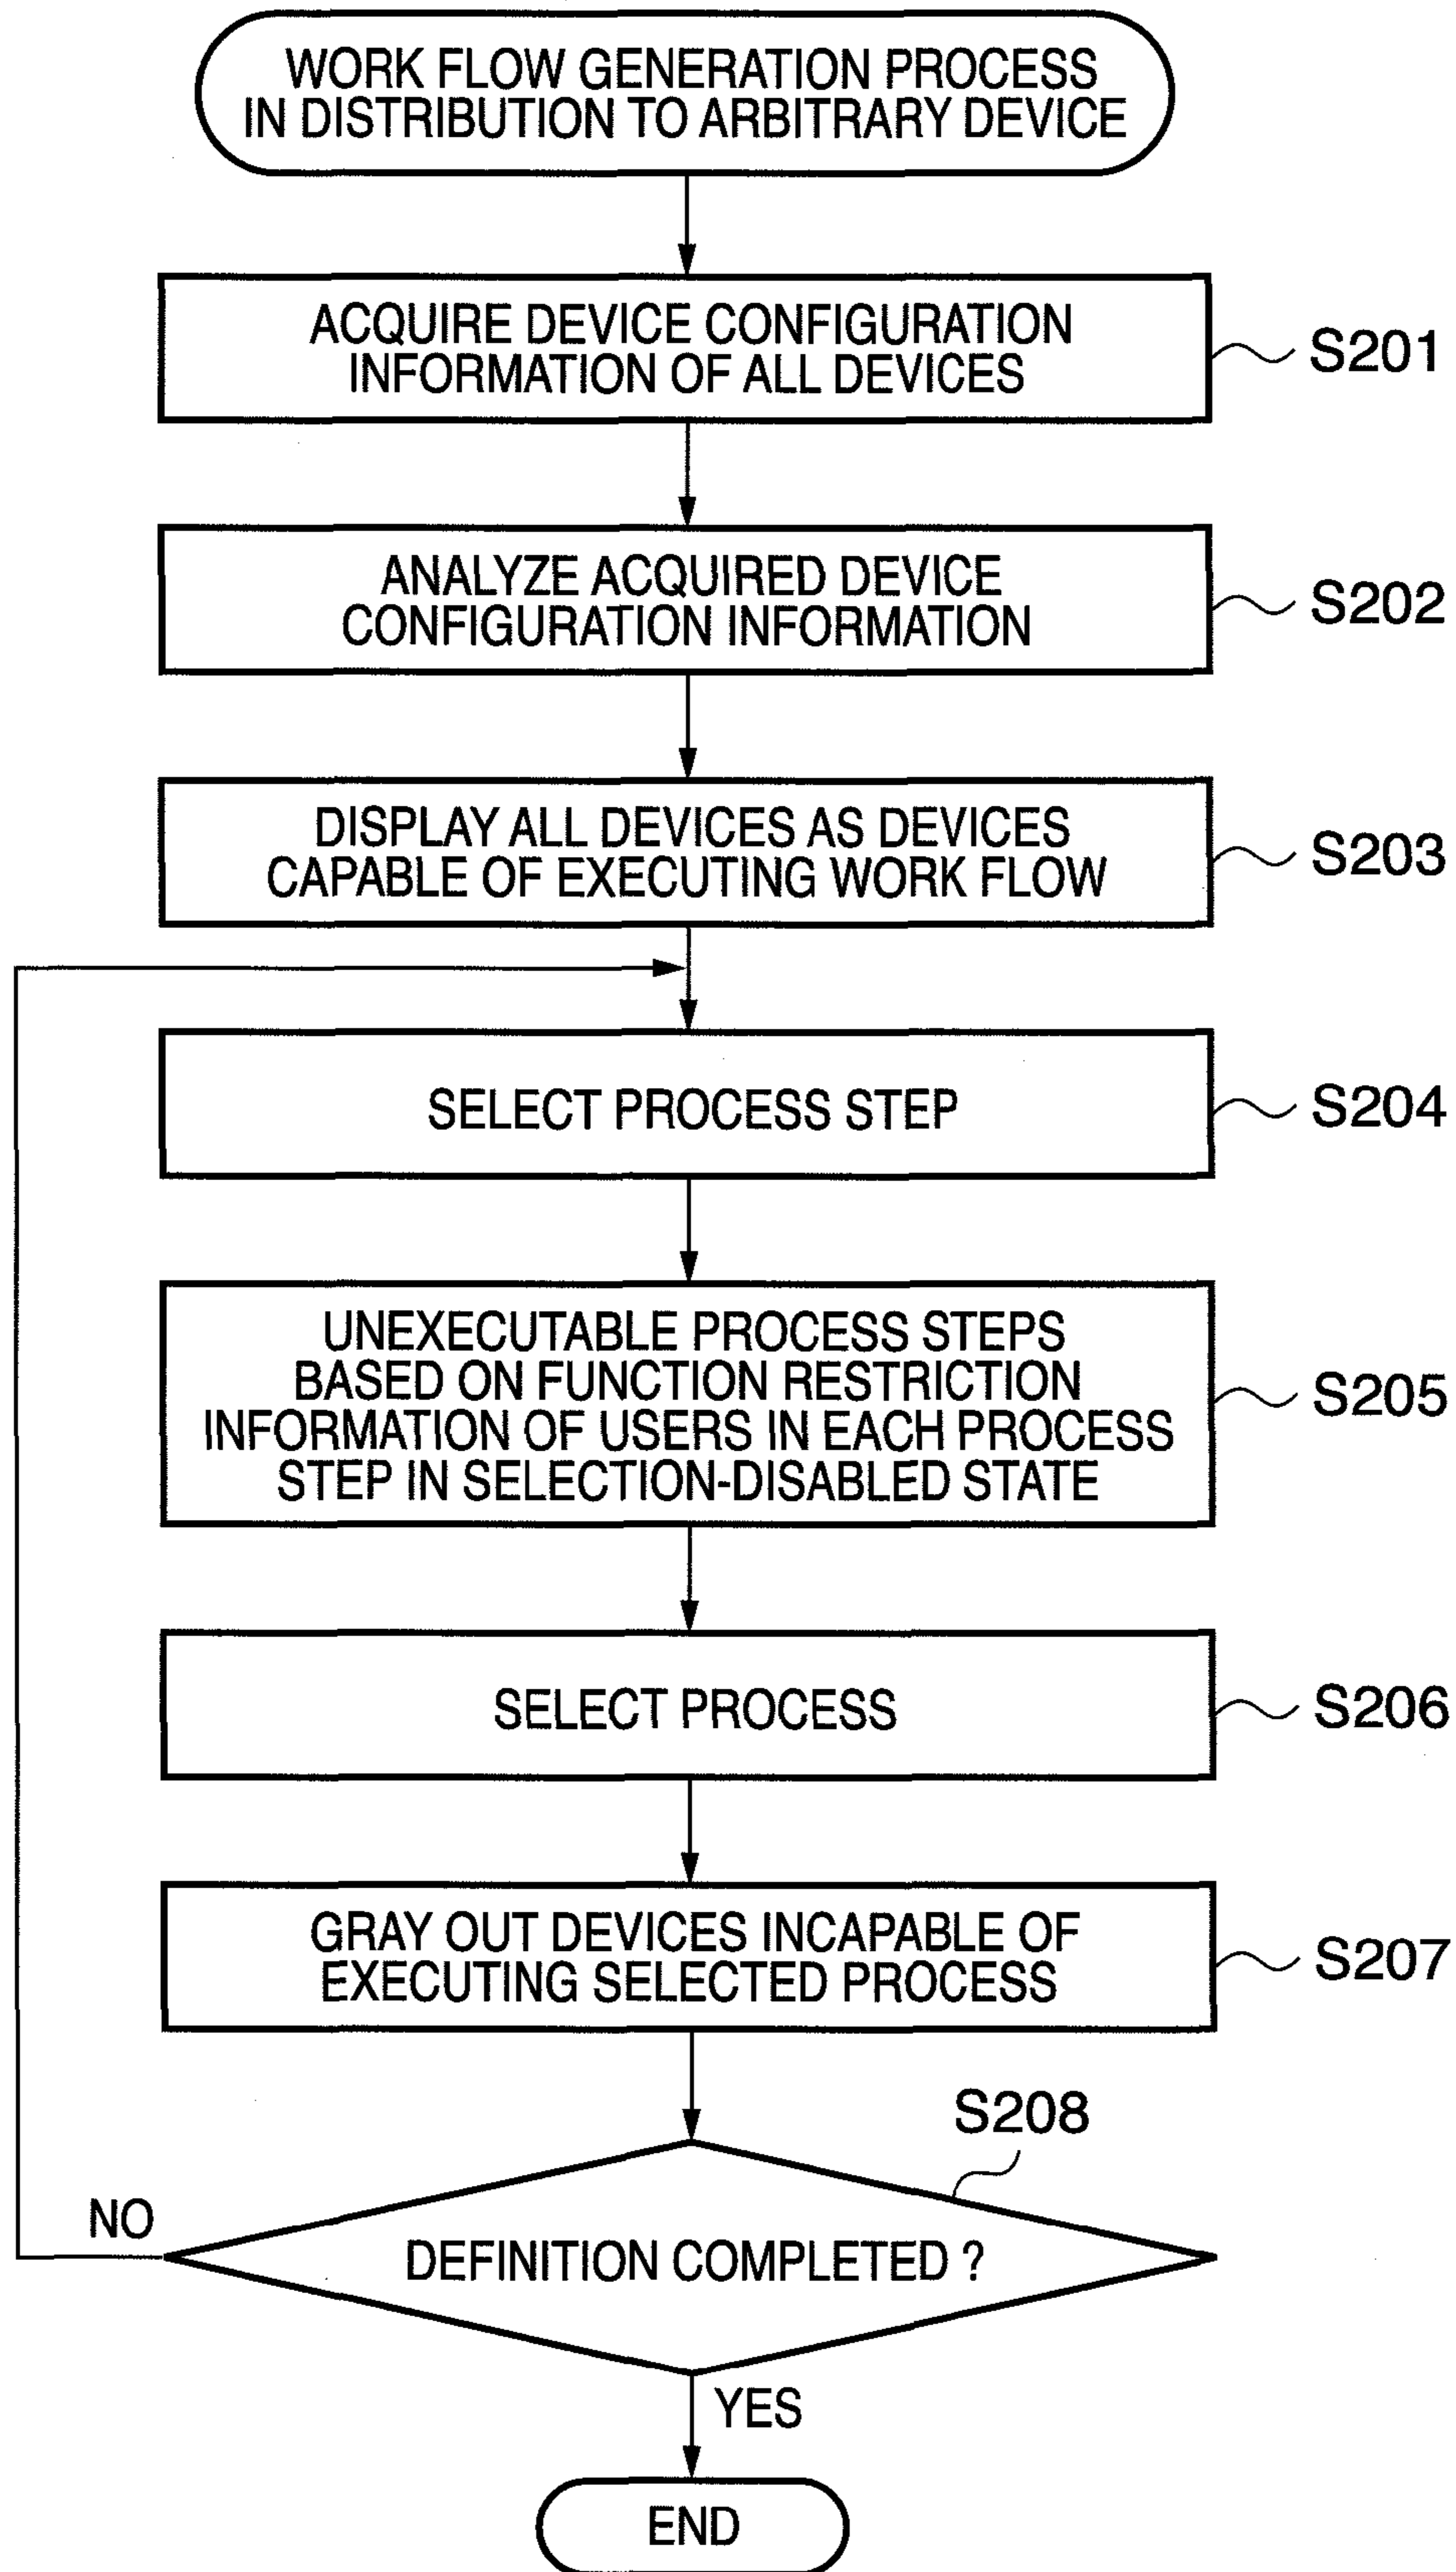 WORK FLOW GENERATION PROCESS
IN DISTRIBUTION TO ARBITRARY DEVICE
ACQUIRE DEVICE CONFIGURATION
INFORMATION OF ALL DEVICES
S201
ANALYZE ACQUIRED DEVICE
CONFIGURATION INFORMATION
S202
DISPLAY ALL DEVICES AS DEVICES
CAPABLE OF EXECUTING WORK FLOW
S203
SELECT PROCESS STEP
S204
UNEXECUTABLE PROCESS STEPS
BASED ON FUNCTION RESTRICTION
INFORMATION OF USERS IN EACH PROCESS
STEP IN SELECTION-DISABLED STATE
S205
SELECT PROCESS
S206
GRAY OUT DEVICES INCAPABLE OF
EXECUTING SELECTED PROCESS
S207
S208
NO
DEFINITION COMPLETED ?
YES
END